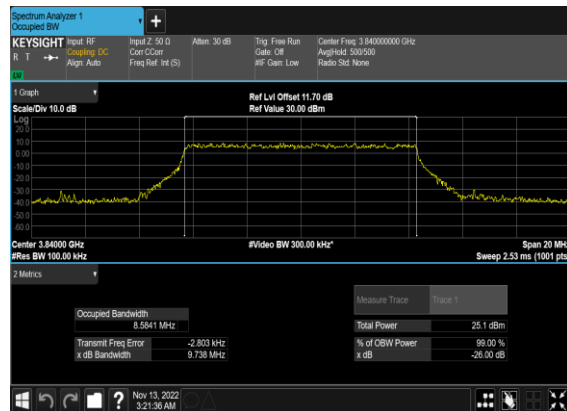 Spectrum Analyzer 1
Occupied BW
KEYSIGHT Input: RF Input Z: 50 Ω Atten: 30 dB Trig: Free Run Center Freq: 3.840000000 GHz
R T Coupling: DC Corr CCorr Gate: Off Avg|Hold: 500/500
Align: Auto Freq Ref: Int (S) #IF Gain: Low Radio Std: None
1 Graph
Ref Lvl Offset 11.70 dB
Scale/Div 10.0 dB Ref Value 30.00 dBm
Log
20.0
10.0
0.00
-10.0
-20.0
-30.0
-40.0
-50.0
-60.0
Center 3.84000 GHz #Video BW 300.00 kHz* Span 20 MHz
#Res BW 100.00 kHz Sweep 2.53 ms (1001 pts
2 Metrics
Measure Trace Trace 1
Occupied Bandwidth
8.5841 MHz Total Power 25.1 dBm
Transmit Freq Error -2.803 kHz % of OBW Power 99.00 %
x dB Bandwidth 9.738 MHz x dB -26.00 dB
? Nov 13, 2022
3:21:36 AM